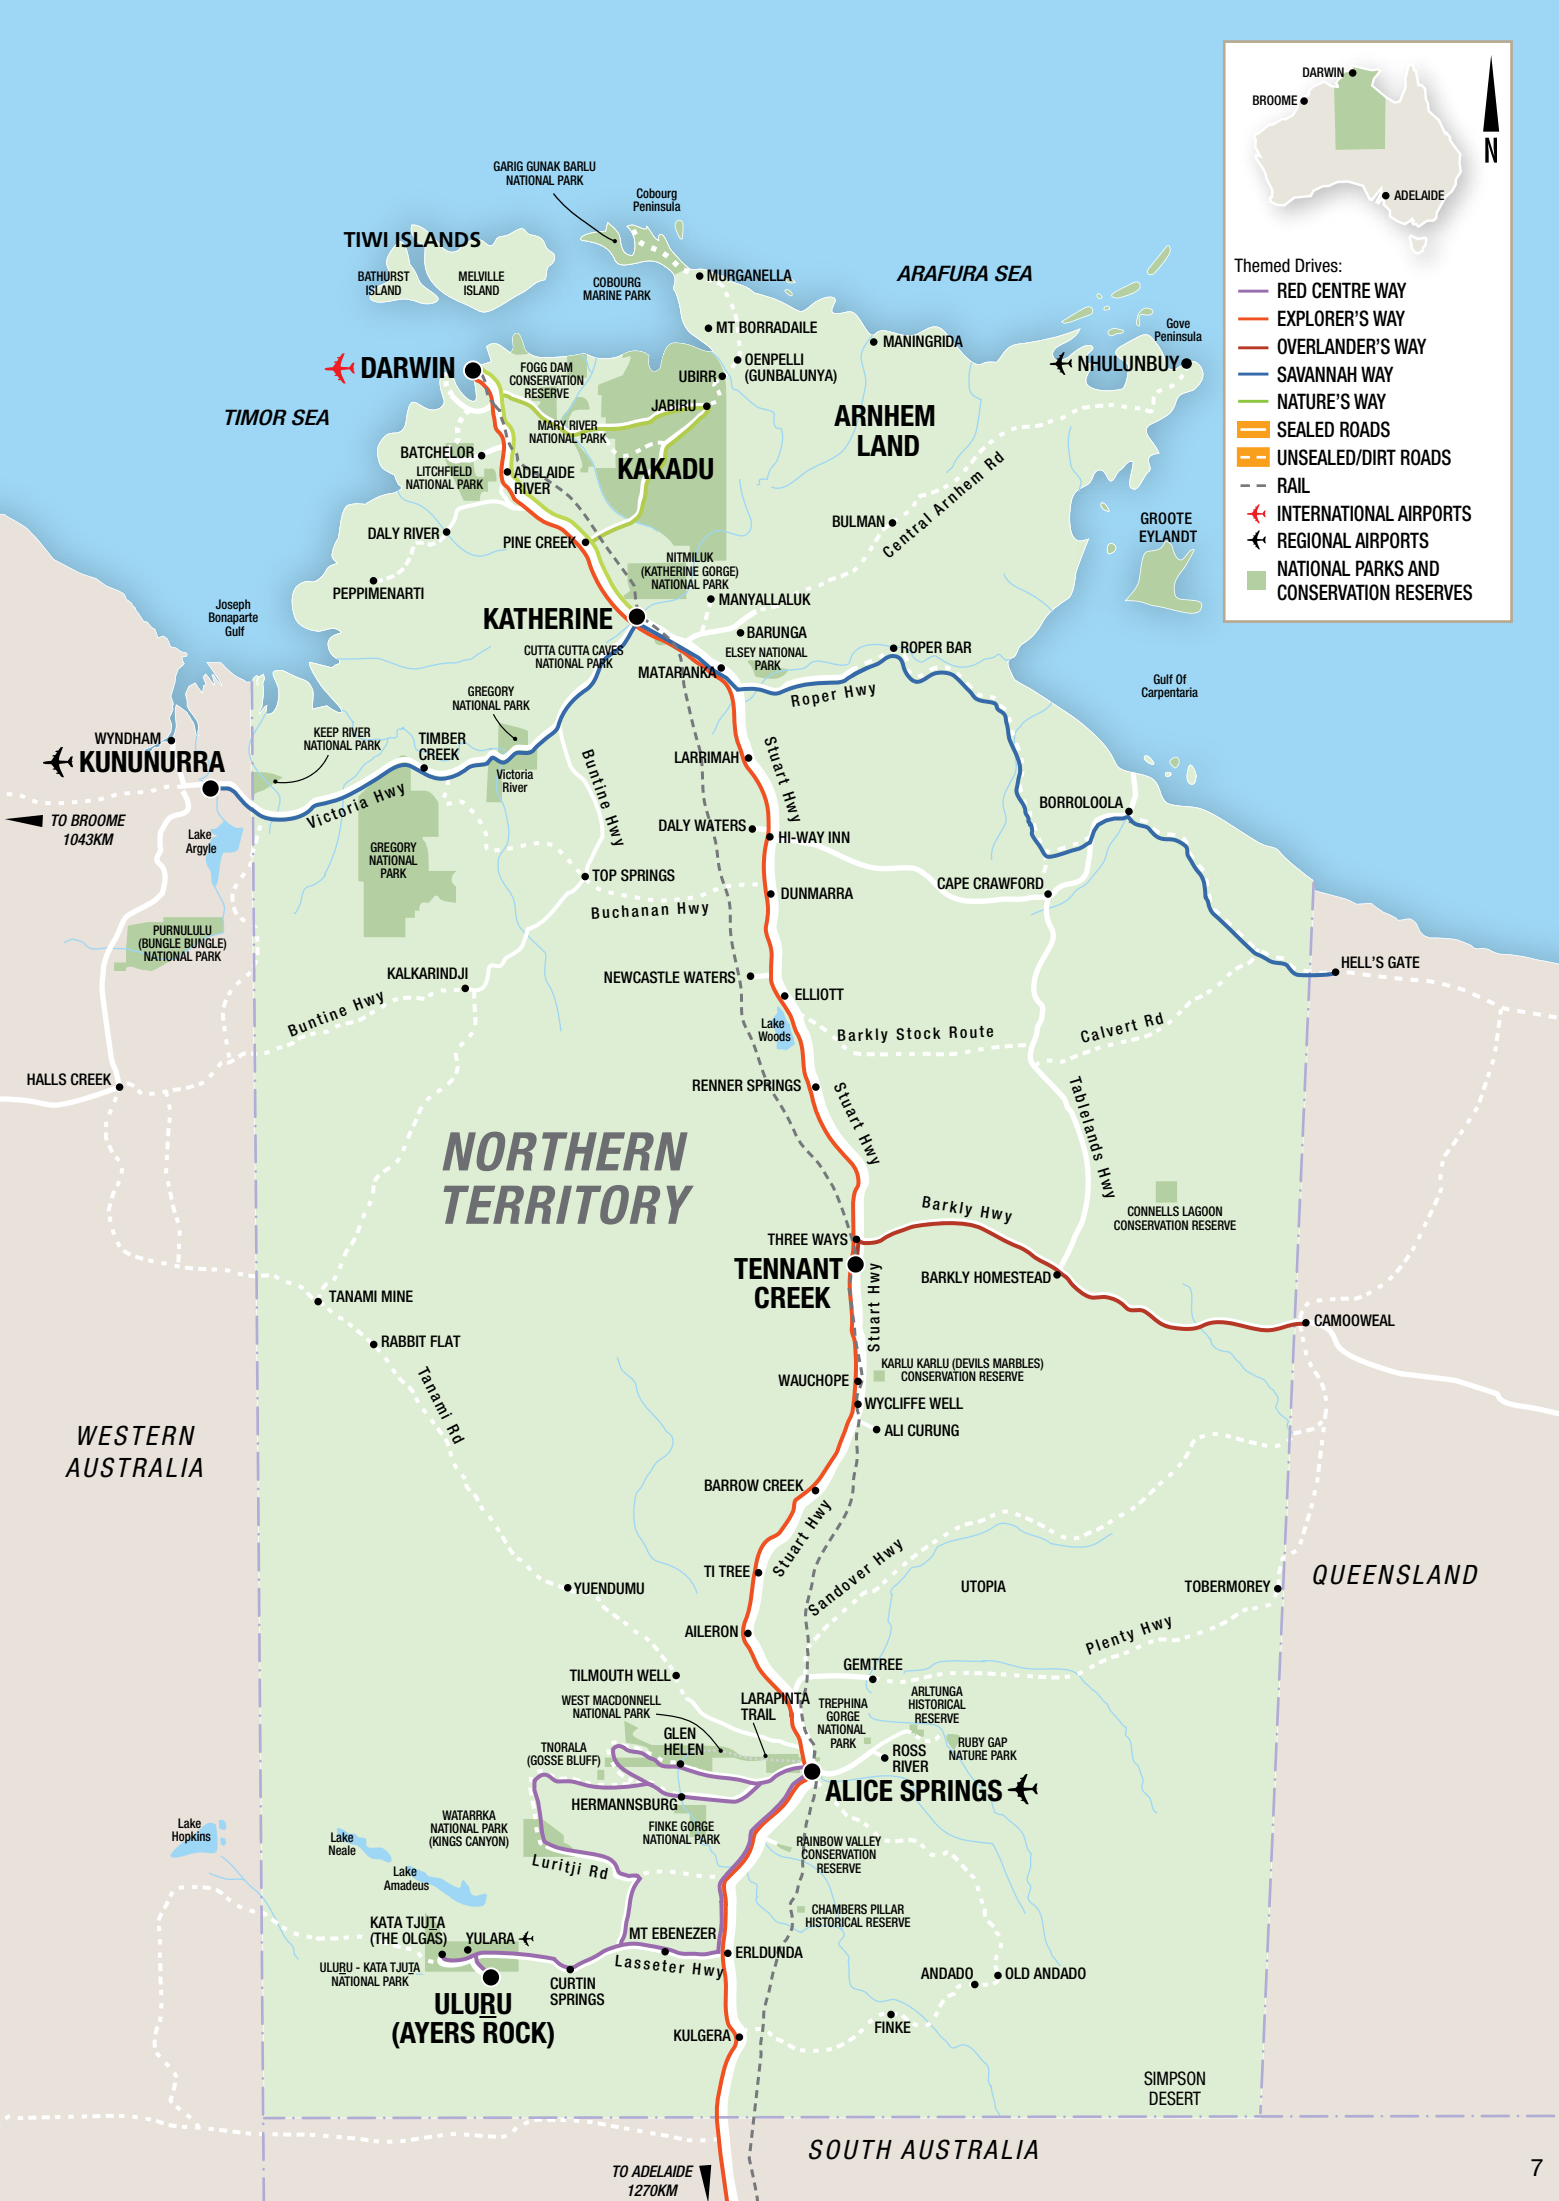 DARWIN
BROOME
ADELAIDE
N
Themed Drives:
RED CENTRE WAY
EXPLORER'S WAY
OVERLANDER'S WAY
SAVANNAH WAY
NATURE'S WAY
SEALED ROADS
UNSEALED/DIRT ROADS
RAIL
INTERNATIONAL AIRPORTS
REGIONAL AIRPORTS
NATIONAL PARKS AND
CONSERVATION RESERVES
GARIG GUNAK BARLU
NATIONAL PARK
Cobourg
Peninsula
TIWI ISLANDS
BATHURST
ISLAND
MELVILLE
ISLAND
COBOURG
MARINE PARK
MURGANELLA
ARAFURA SEA
MT BORRADAILE
MANINGRIDA
Gove
Peninsula
NHULUNBUY
DARWIN
FOGG DAM
CONSERVATION
RESERVE
OENPELLI
(GUNBALUNYA)
UBIRR
JABIRU
TIMOR SEA
ARNHEM
LAND
MARY RIVER
NATIONAL PARK
BATCHELOR
LITCHFIELD
NATIONAL PARK
ADELAIDE
RIVER
KAKADU
Central Arnhem Rd
BULMAN
GROOTE
EYLANDT
DALY RIVER
PINE CREEK
NITMILUK
(KATHERINE GORGE)
NATIONAL PARK
PEPPIMENARTI
MANYALLALUK
Joseph
Bonaparte
Gulf
KATHERINE
BARUNGA
CUTTA CUTTA CAVES
NATIONAL PARK
ELSEY NATIONAL
PARK
ROPER BAR
MATARANKA
Roper Hwy
Gulf Of
Carpentaria
GREGORY
NATIONAL PARK
KEEP RIVER
NATIONAL PARK
TIMBER
CREEK
WYNDHAM
KUNUNURRA
Victoria
River
Buntine Hwy
LARRIMAH
Stuart Hwy
Victoria Hwy
TO BROOME
1043KM
Lake
Argyle
BORROLOOLA
DALY WATERS
HI-WAY INN
GREGORY
NATIONAL
PARK
TOP SPRINGS
CAPE CRAWFORD
DUNMARRA
Buchanan Hwy
PURNULULU
(BUNGLE BUNGLE)
NATIONAL PARK
HELL'S GATE
KALKARINDJI
NEWCASTLE WATERS
ELLIOTT
Buntine Hwy
Lake
Woods
Barkly Stock Route
Calvert Rd
HALLS CREEK
RENNER SPRINGS
Stuart Hwy
Tablelands Hwy
NORTHERN
TERRITORY
Barkly Hwy
CONNELLS LAGOON
CONSERVATION RESERVE
THREE WAYS
TENNANT
CREEK
Stuart Hwy
BARKLY HOMESTEAD
TANAMI MINE
CAMOOWEAL
RABBIT FLAT
Tanami Rd
KARLU KARLU (DEVILS MARBLES)
CONSERVATION RESERVE
WAUCHOPE
WYCLIFFE WELL
ALI CURUNG
WESTERN
AUSTRALIA
BARROW CREEK
Stuart Hwy
TI TREE
Sandover Hwy
YUENDUMU
UTOPIA
TOBERMOREY
QUEENSLAND
AILERON
Plenty Hwy
GEMTREE
TILMOUTH WELL
WEST MACDONNELL
NATIONAL PARK
LARAPINTA
TRAIL
TREPHINA
GORGE
NATIONAL
PARK
ARLTUNGA
HISTORICAL
RESERVE
TNORALA
(GOSSE BLUFF)
GLEN
HELEN
ROSS
RIVER
RUBY GAP
NATURE PARK
ALICE SPRINGS
HERMANNSBURG
WATARRKA
NATIONAL PARK
(KINGS CANYON)
FINKE GORGE
NATIONAL PARK
Lake
Hopkins
Lake
Neale
RAINBOW VALLEY
CONSERVATION
RESERVE
Luritji Rd
Lake
Amadeus
CHAMBERS PILLAR
HISTORICAL RESERVE
KATA TJUṮA
(THE OLGAS)
YULARA
MT EBENEZER
ERLDUNDA
Lasseter Hwy
ULURU - KATA TJUṮA
NATIONAL PARK
CURTIN
SPRINGS
ANDADO
OLD ANDADO
ULUṞU
(AYERS ROCK)
FINKE
KULGERA
SIMPSON
DESERT
SOUTH AUSTRALIA
TO ADELAIDE
1270KM
7